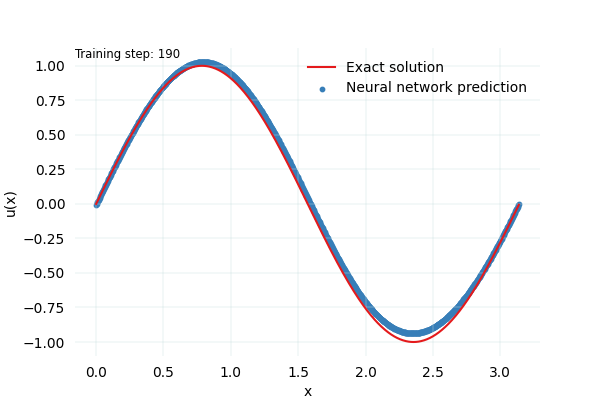 Training step: 190
Exact solution
Neural network prediction
1.00
0.75
0.50
0.25
0.00
−0.25
−0.50
−0.75
−1.00
u(x)
0.0 0.5 1.0 1.5 2.0 2.5 3.0
x